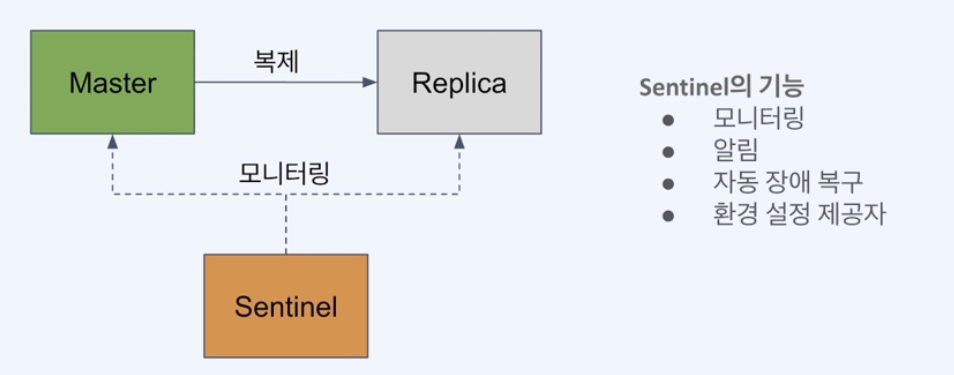 Master
복제
Replica
모니터링
Sentinel
Sentinel의 기능
● 모니터링
● 알림
● 자동 장애 복구
● 환경 설정 제공자